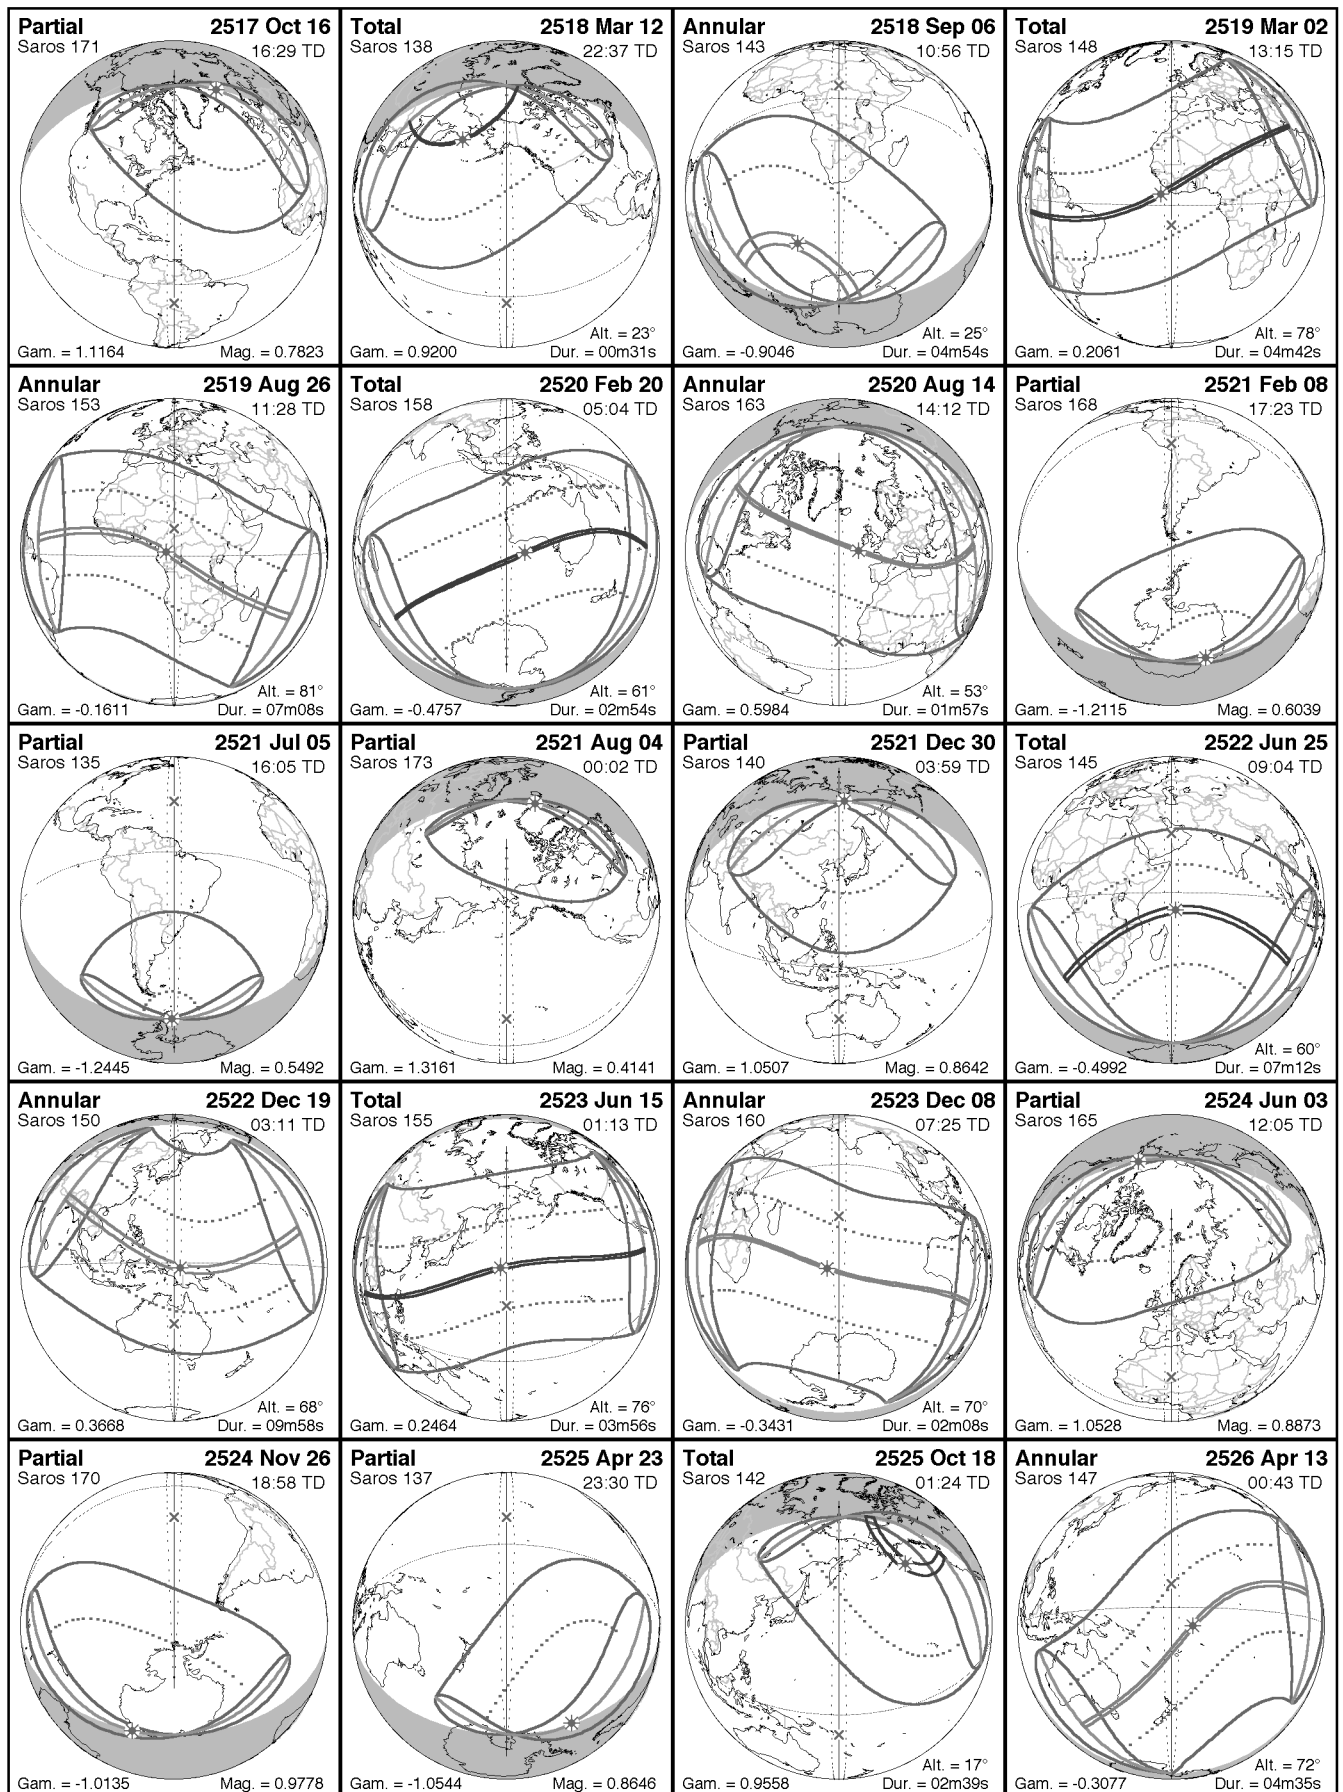 Partial 2517 Oct 16
Saros 171 16:29 TD
Gam. = 1.1164 Mag. = 0.7823
Total 2518 Mar 12
Saros 138 22:37 TD
Alt. = 23°
Gam. = 0.9200 Dur. = 00m31s
Annular 2518 Sep 06
Saros 143 10:56 TD
Alt. = 25°
Gam. = -0.9046 Dur. = 04m54s
Total 2519 Mar 02
Saros 148 13:15 TD
Alt. = 78°
Gam. = 0.2061 Dur. = 04m42s
Annular 2519 Aug 26
Saros 153 11:28 TD
Alt. = 81°
Gam. = -0.1611 Dur. = 07m08s
Total 2520 Feb 20
Saros 158 05:04 TD
Alt. = 61°
Gam. = -0.4757 Dur. = 02m54s
Annular 2520 Aug 14
Saros 163 14:12 TD
Alt. = 53°
Gam. = 0.5984 Dur. = 01m57s
Partial 2521 Feb 08
Saros 168 17:23 TD
Gam. = -1.2115 Mag. = 0.6039
Partial 2521 Jul 05
Saros 135 16:05 TD
Gam. = -1.2445 Mag. = 0.5492
Partial 2521 Aug 04
Saros 173 00:02 TD
Gam. = 1.3161 Mag. = 0.4141
Partial 2521 Dec 30
Saros 140 03:59 TD
Gam. = 1.0507 Mag. = 0.8642
Total 2522 Jun 25
Saros 145 09:04 TD
Alt. = 60°
Gam. = -0.4992 Dur. = 07m12s
Annular 2522 Dec 19
Saros 150 03:11 TD
Alt. = 68°
Gam. = 0.3668 Dur. = 09m58s
Total 2523 Jun 15
Saros 155 01:13 TD
Alt. = 76°
Gam. = 0.2464 Dur. = 03m56s
Annular 2523 Dec 08
Saros 160 07:25 TD
Alt. = 70°
Gam. = -0.3431 Dur. = 02m08s
Partial 2524 Jun 03
Saros 165 12:05 TD
Gam. = 1.0528 Mag. = 0.8873
Partial 2524 Nov 26
Saros 170 18:58 TD
Gam. = -1.0135 Mag. = 0.9778
Partial 2525 Apr 23
Saros 137 23:30 TD
Gam. = -1.0544 Mag. = 0.8646
Total 2525 Oct 18
Saros 142 01:24 TD
Alt. = 17°
Gam. = 0.9558 Dur. = 02m39s
Annular 2526 Apr 13
Saros 147 00:43 TD
Alt. = 72°
Gam. = -0.3077 Dur. = 04m35s